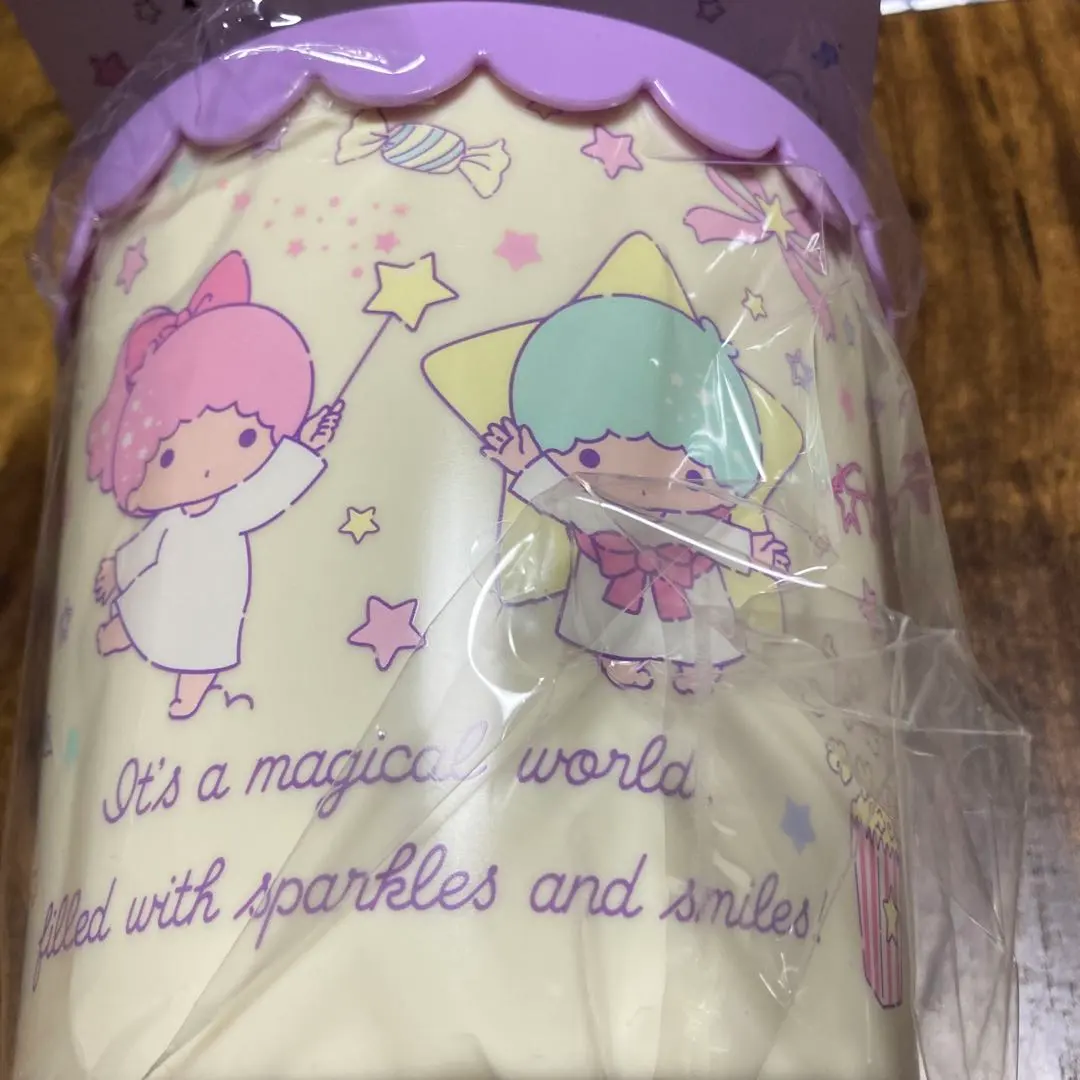 It's a magical world,
filled with sparkles and smiles!